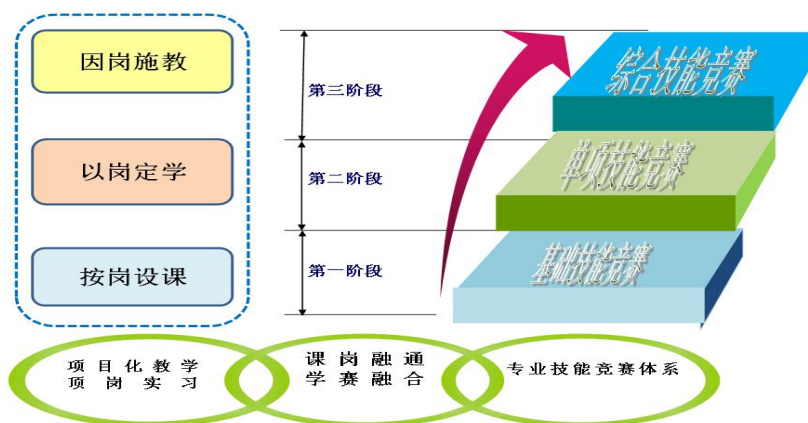 因岗施教
以岗定学
按岗设课
第三阶段
第二阶段
第一阶段
综合技能竞赛
单项技能竞赛
基础技能竞赛
项目化教学
顶岗实习
课岗融通
学赛融合
专业技能竞赛体系